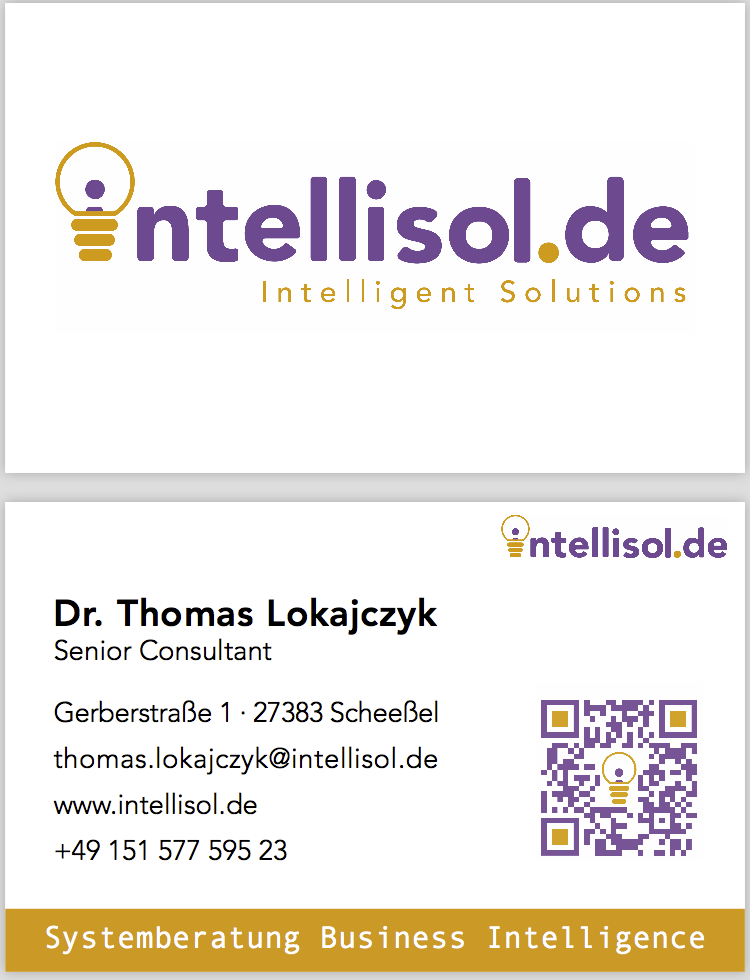 intellisol.de
Intelligent Solutions
intellisol.de
Dr. Thomas Lokajczyk
Senior Consultant
Gerberstraße 1 · 27383 Scheeßel
thomas.lokajczyk@intellisol.de
www.intellisol.de
+49 151 577 595 23
Systemberatung Business Intelligence